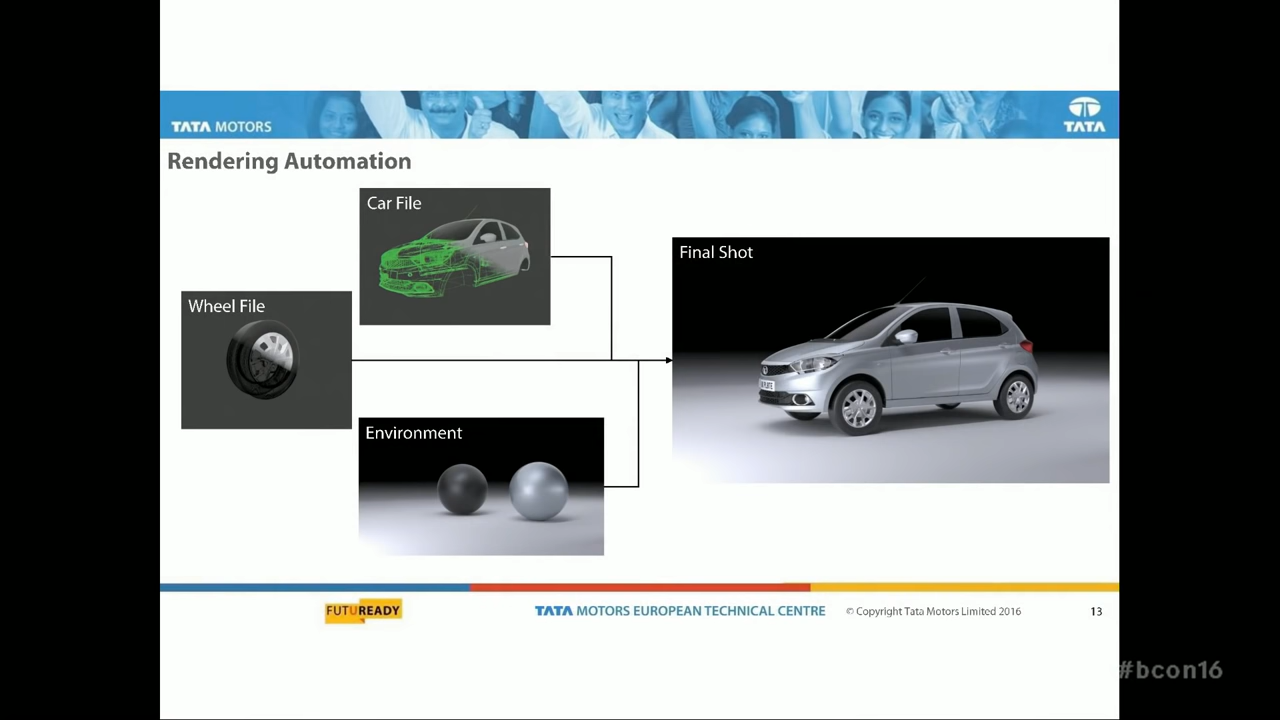 TATA MOTORS
TATA
Rendering Automation
Car File
Final Shot
Wheel File
Environment
FUTUREADY
TATA MOTORS EUROPEAN TECHNICAL CENTRE
© Copyright Tata Motors Limited 2016
13
#bcon16